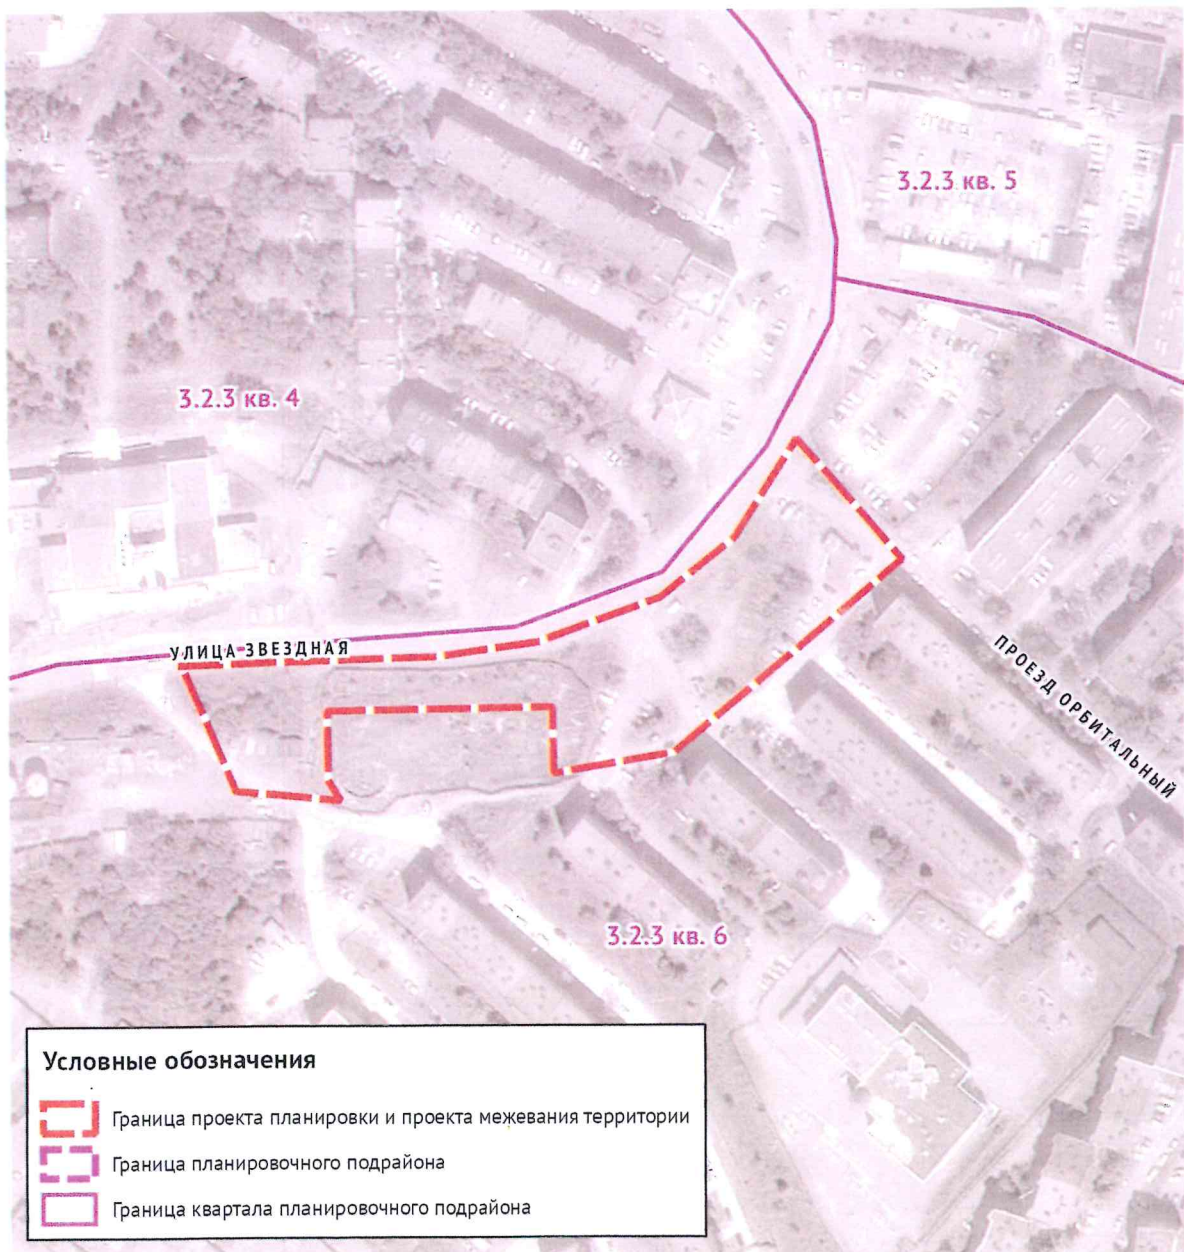 3.2.3 кв. 5
3.2.3 кв. 4
УЛИЦА ЗВЕЗДНАЯ
ПРОЕЗД ОРБИТАЛЬНЫЙ
3.2.3 кв. 6
Условные обозначения
Граница проекта планировки и проекта межевания территории
Граница планировочного подрайона
Граница квартала планировочного подрайона